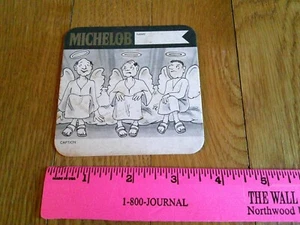 MICHELOB
CAPTION
1 2 3 4 5
1-800-JOURNAL
THE WALL
Northwood